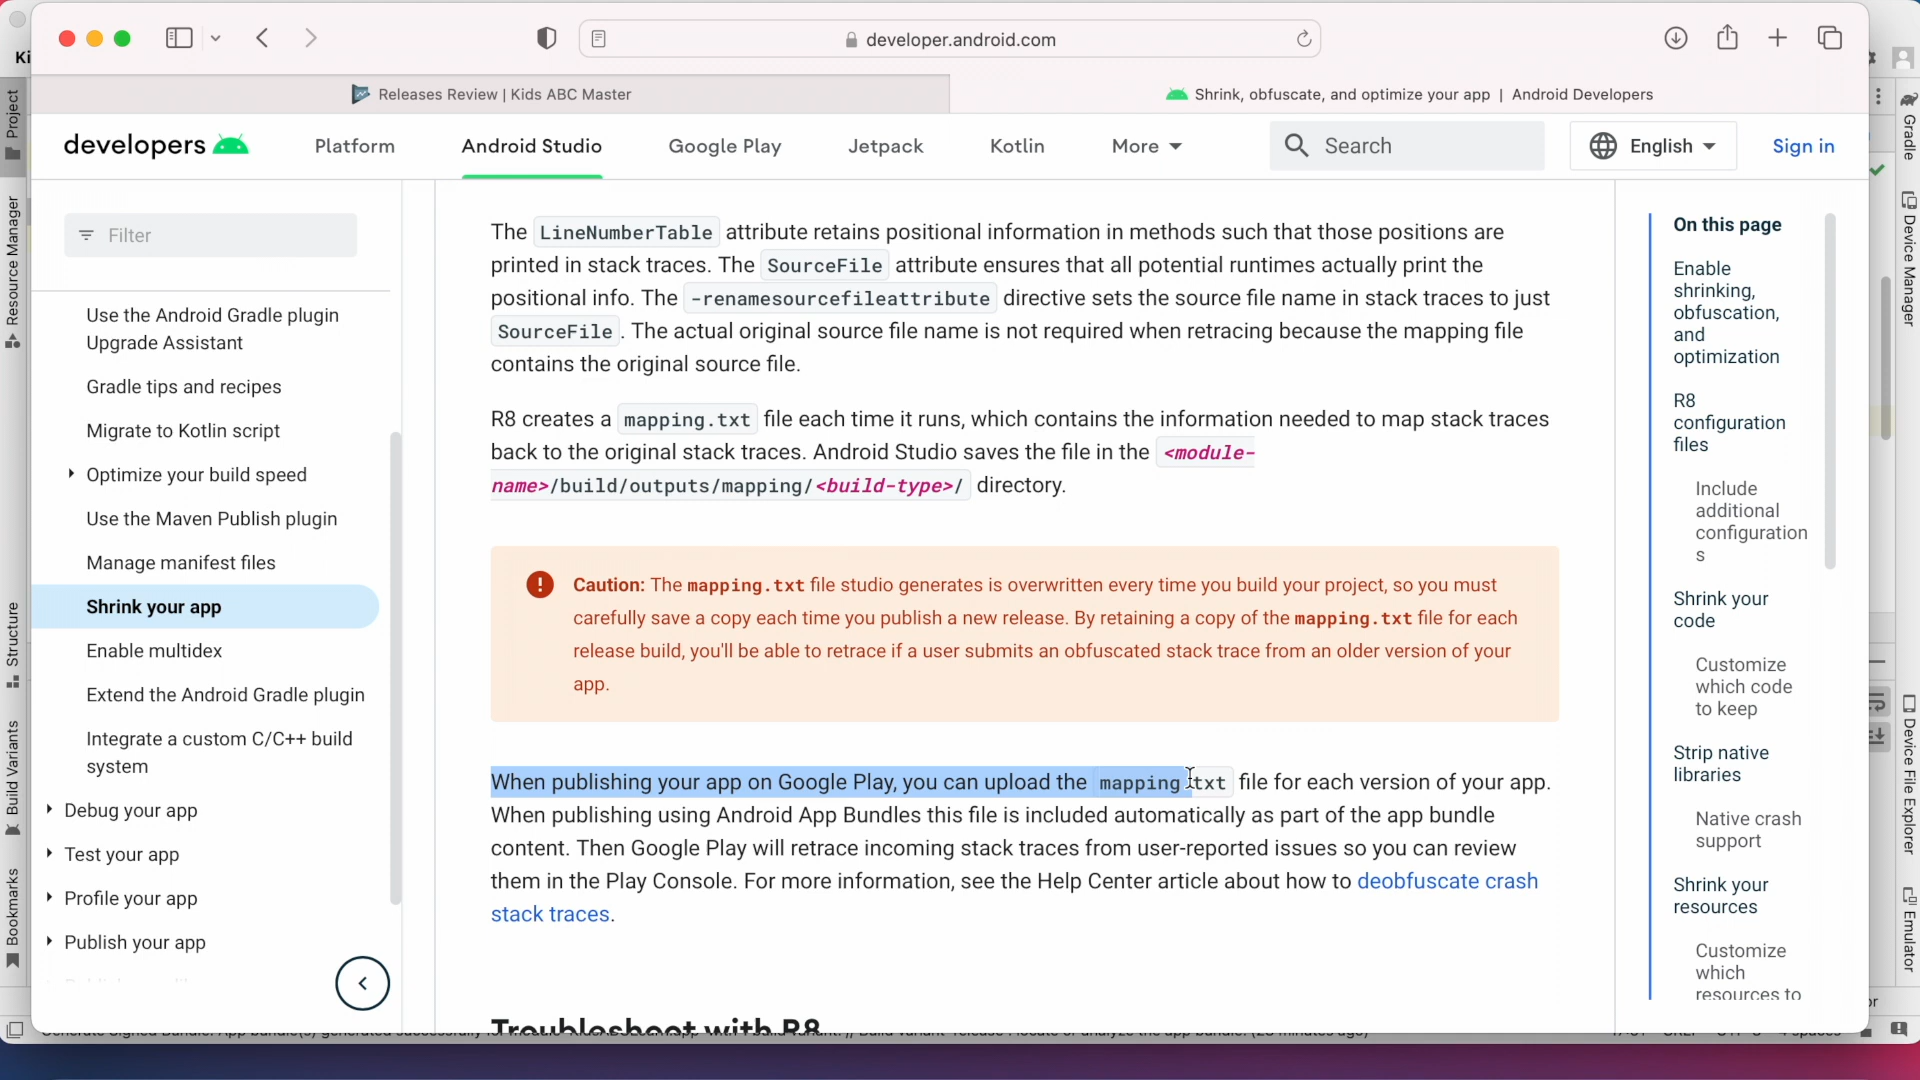 Ki
developer.android.com
Releases Review | Kids ABC Master
Shrink, obfuscate, and optimize your app | Android Developers
developers
Platform
Android Studio
Google Play
Jetpack
Kotlin
More
Search
English
Sign in
Project
Resource Manager
Structure
Build Variants
Bookmarks
Filter
Use the Android Gradle plugin
Upgrade Assistant
Gradle tips and recipes
Migrate to Kotlin script
Optimize your build speed
Use the Maven Publish plugin
Manage manifest files
Shrink your app
Enable multidex
Extend the Android Gradle plugin
Integrate a custom C/C++ build
system
Debug your app
Test your app
Profile your app
Publish your app
The LineNumberTable attribute retains positional information in methods such that those positions are
printed in stack traces. The SourceFile attribute ensures that all potential runtimes actually print the
positional info. The -renamesourcefileattribute directive sets the source file name in stack traces to just
SourceFile. The actual original source file name is not required when retracing because the mapping file
contains the original source file.
R8 creates a mapping.txt file each time it runs, which contains the information needed to map stack traces
back to the original stack traces. Android Studio saves the file in the <module-
name>/build/outputs/mapping/<build-type>/ directory.
Caution: The mapping.txt file studio generates is overwritten every time you build your project, so you must
carefully save a copy each time you publish a new release. By retaining a copy of the mapping.txt file for each
release build, you'll be able to retrace if a user submits an obfuscated stack trace from an older version of your
app.
When publishing your app on Google Play, you can upload the mapping.txt file for each version of your app.
When publishing using Android App Bundles this file is included automatically as part of the app bundle
content. Then Google Play will retrace incoming stack traces from user-reported issues so you can review
them in the Play Console. For more information, see the Help Center article about how to deobfuscate crash
stack traces.
Troubleshoot with R8
On this page
Enable
shrinking,
obfuscation,
and
optimization
R8
configuration
files
Include
additional
configuration
s
Shrink your
code
Customize
which code
to keep
Strip native
libraries
Native crash
support
Shrink your
resources
Customize
which
resources to
Gradle
Device Manager
Device File Explorer
Emulator
or